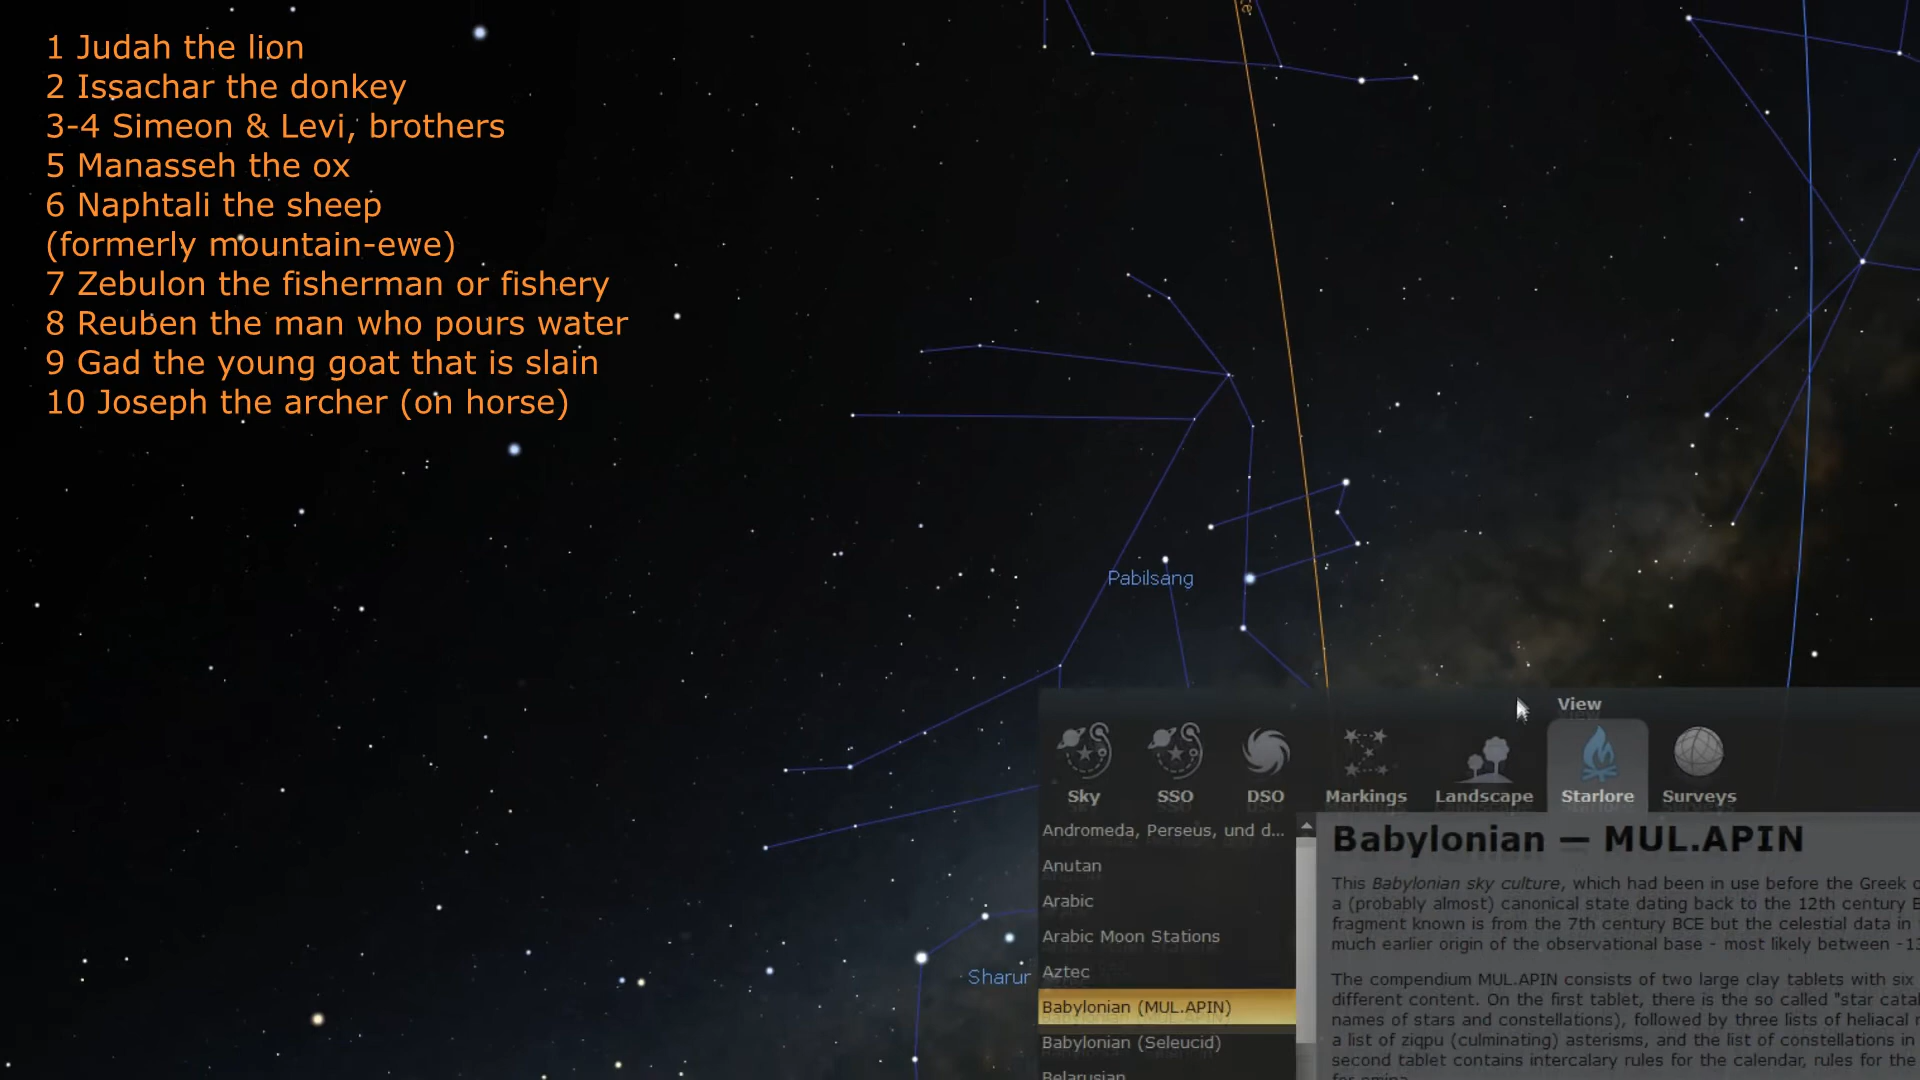 1 Judah the lion
2 Issachar the donkey
3-4 Simeon & Levi, brothers
5 Manasseh the ox
6 Naphtali the sheep
(formerly mountain-ewe)
7 Zebulon the fisherman or fishery
8 Reuben the man who pours water
9 Gad the young goat that is slain
10 Joseph the archer (on horse)
Pabilsang
Sharur
View
Sky SSO DSO Markings Landscape Starlore Surveys
Andromeda, Perseus, und d...
Anutan
Arabic
Arabic Moon Stations
Aztec
Babylonian (MUL.APIN)
Babylonian (Seleucid)
Belarusian
Babylonian — MUL.APIN
This Babylonian sky culture, which had been in use before the Greek
a (probably almost) canonical state dating back to the 12th century
fragment known is from the 7th century BCE but the celestial data in
much earlier origin of the observational base - most likely between
The compendium MUL.APIN consists of two large clay tablets with six
different content. On the first tablet, there is the so called "star
names of stars and constellations), followed by three lists of heliacal
a list of ziqpu (culminating) asterisms, and the list of constellations in
second tablet contains intercalary rules for the calendar, rules for the